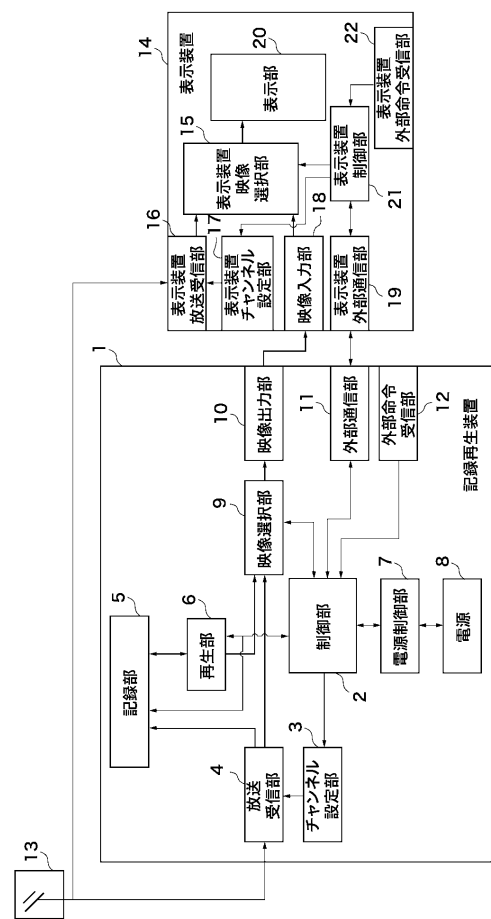 13
1
記録再生装置
5
記録部
6
再生部
4
放送
受信部
3
チャンネル
設定部
2
制御部
9
映像選択部
10
映像出力部
11
外部通信部
12
外部命令
受信部
7
電源制御部
8
電源
14
表示装置
16
表示装置
放送受信部
17
表示装置
チャンネル
設定部
18
映像入力部
19
表示装置
外部通信部
15
表示装置
映像
選択部
20
表示部
21
表示装置
制御部
22
表示装置
外部命令受信部